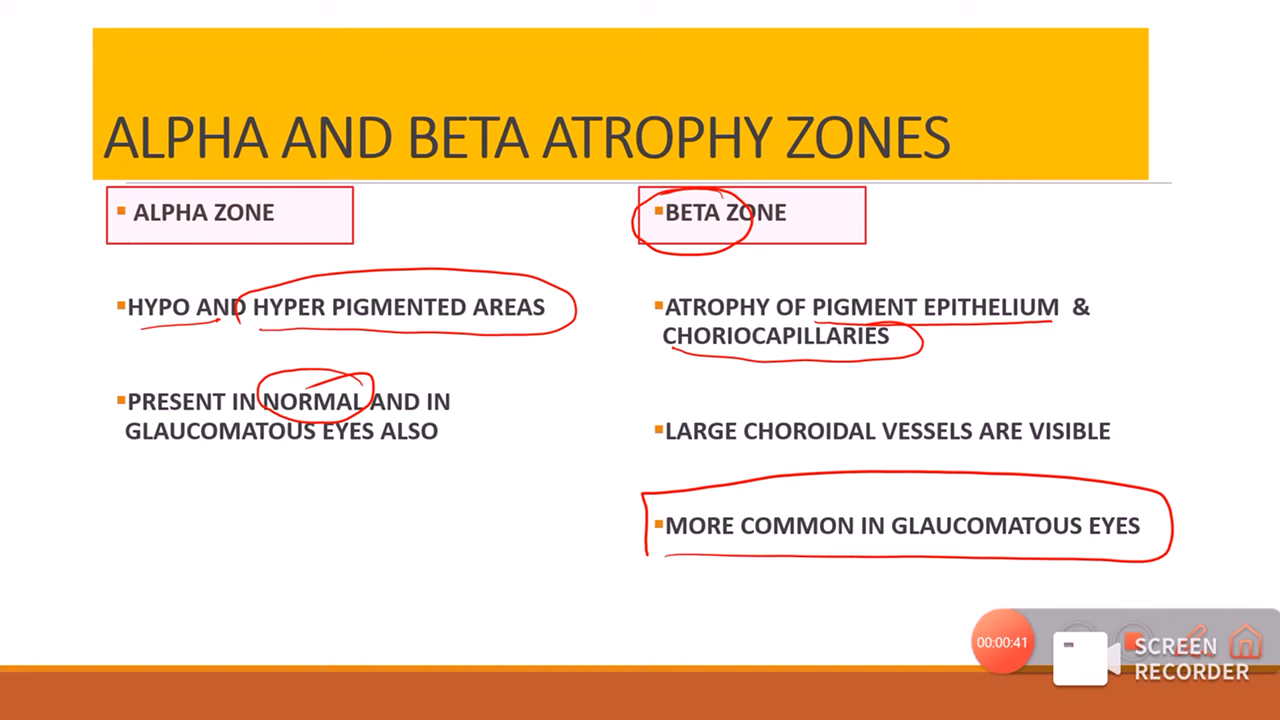 ALPHA AND BETA ATROPHY ZONES
ALPHA ZONE
HYPO AND HYPER PIGMENTED AREAS
PRESENT IN NORMAL AND IN
GLAUCOMATOUS EYES ALSO
BETA ZONE
ATROPHY OF PIGMENT EPITHELIUM &
CHORIOCAPILLARIES
LARGE CHOROIDAL VESSELS ARE VISIBLE
MORE COMMON IN GLAUCOMATOUS EYES
00:00:41
SCREEN
RECORDER